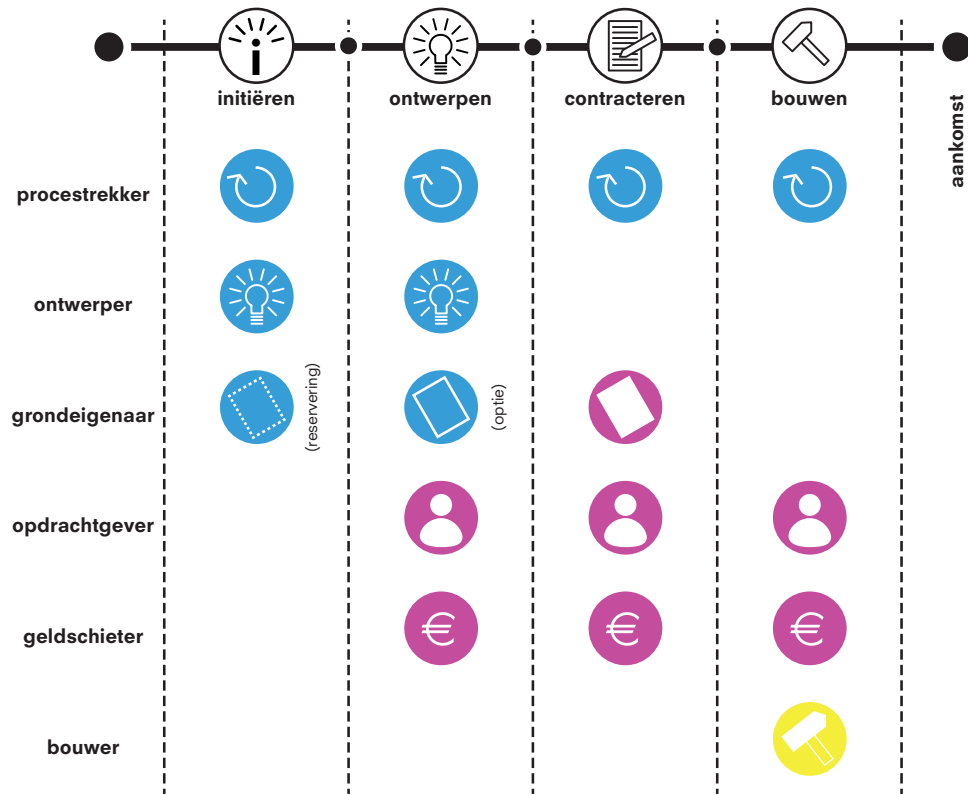 initiëren
ontwerpen
contracteren
bouwen
aankomst
procestrekker
ontwerper
grondeigenaar
(reservering)
(optie)
opdrachtgever
geldschieter
€
€
€
bouwer